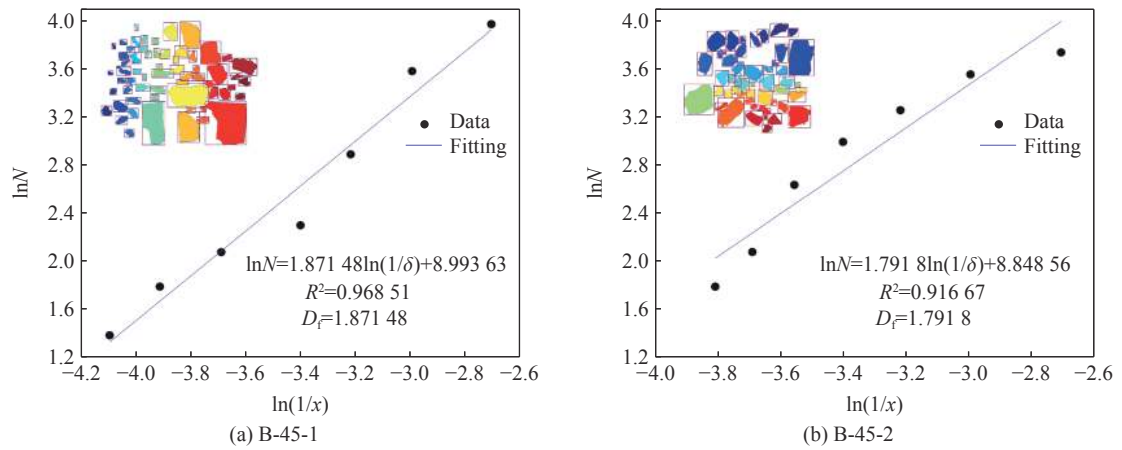 4.0
3.6
3.2
2.8
2.4
2.0
1.6
1.2
lnN
Data
Fitting
lnN=1.871 48ln(1/δ)+8.993 63
R²=0.968 51
D_f=1.871 48
−4.2 −4.0 −3.8 −3.6 −3.4 −3.2 −3.0 −2.8 −2.6
ln(1/x)
(a) B-45-1
4.0
3.6
3.2
2.8
2.4
2.0
1.6
1.2
lnN
Data
Fitting
lnN=1.791 8ln(1/δ)+8.848 56
R²=0.916 67
D_f=1.791 8
−4.0 −3.8 −3.6 −3.4 −3.2 −3.0 −2.8 −2.6
ln(1/x)
(b) B-45-2